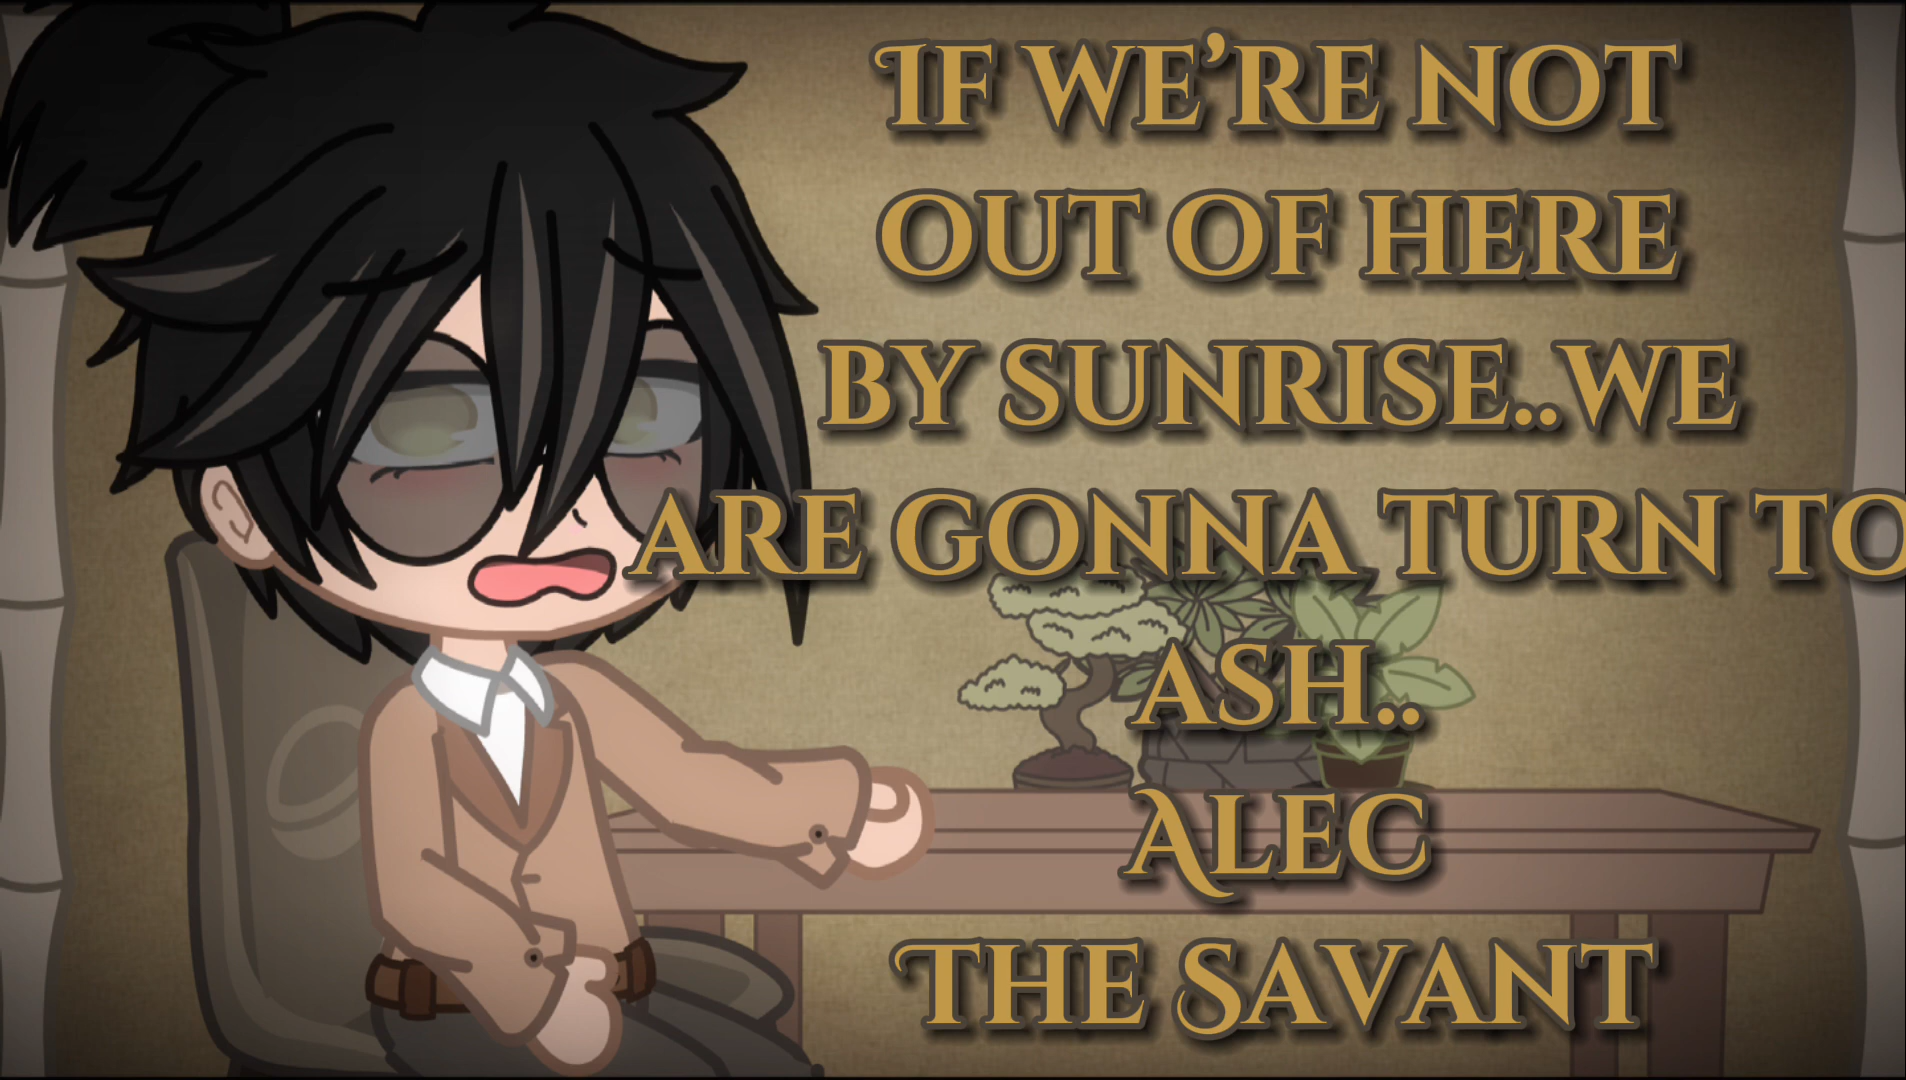 If we’re not
out of here
by sunrise..we
are gonna turn to
ash..
Alec
The Savant